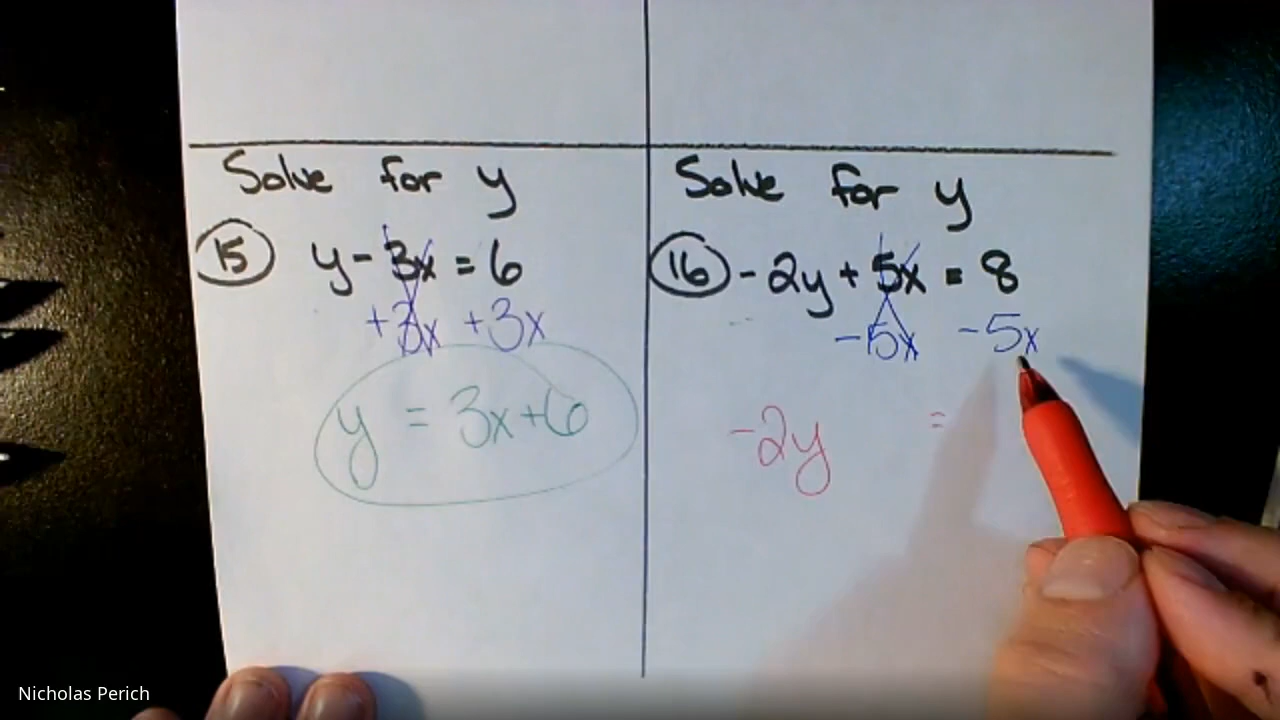 Solve for y
15 y - 3x = 6
+3x +3x
y = 3x+6
Solve for y
16 - 2y + 5x = 8
-5x -5x
-2y =
Nicholas Perich